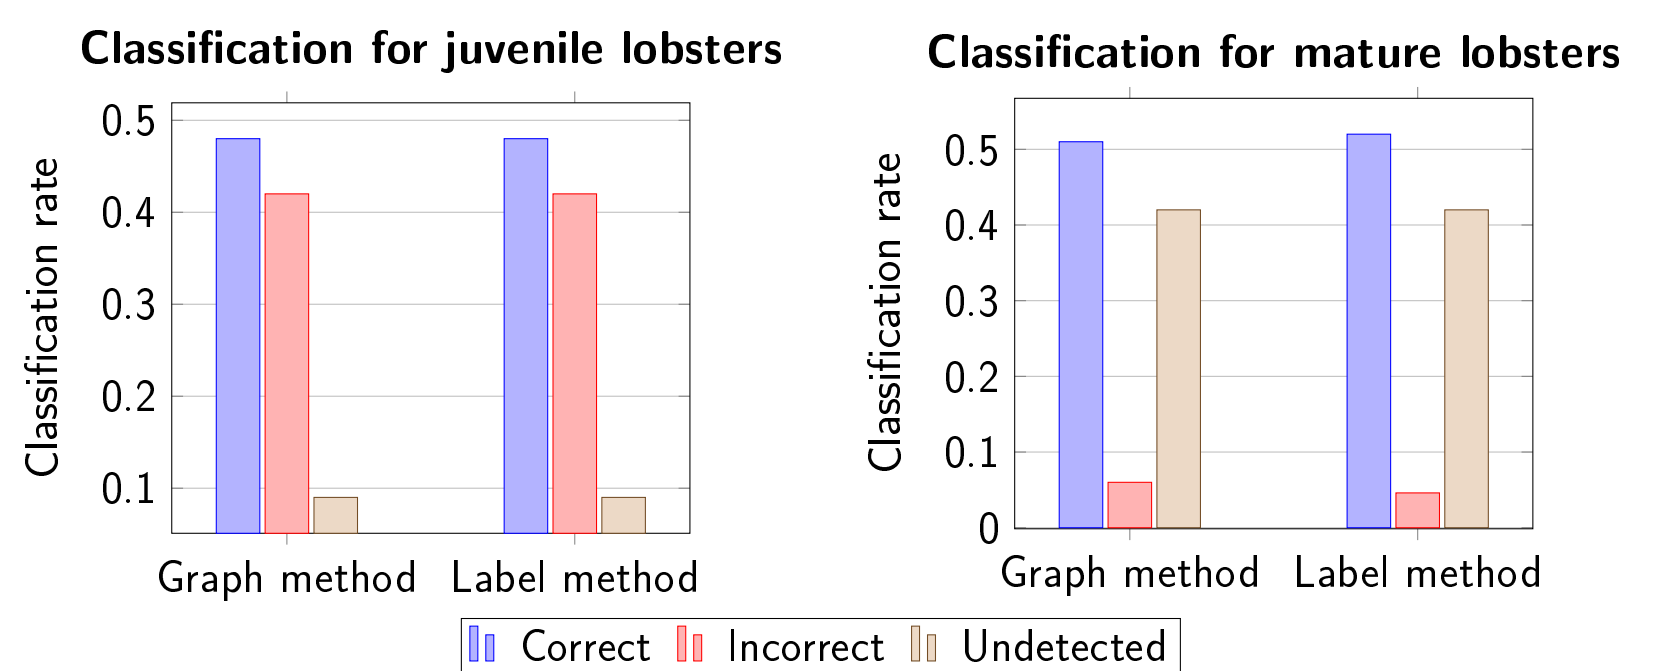 Classification for juvenile lobsters
Classification rate
0.5
0.4
0.3
0.2
0.1
Graph method Label method
Classification for mature lobsters
Classification rate
0.5
0.4
0.3
0.2
0.1
0
Graph method Label method
Correct Incorrect Undetected